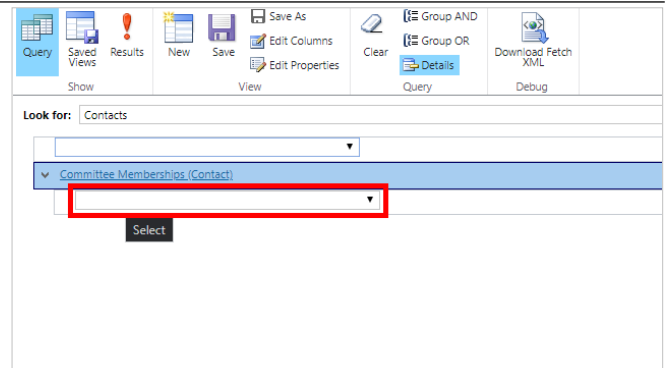 Query
Saved
Views
Results
Show
New
Save
Save As
Edit Columns
Edit Properties
View
Clear
Group AND
Group OR
Details
Query
Download Fetch
XML
Debug
Look for: Contacts
Committee Memberships (Contact)
Select